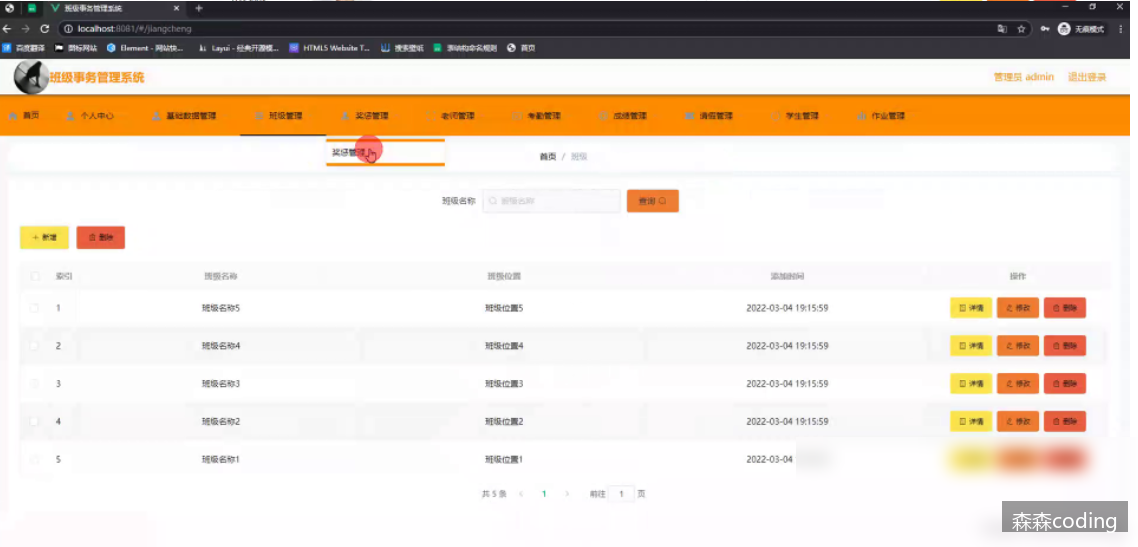 班级事务管理系统 × +
localhost:8081/#/jiangcheng 无痕模式
百度翻译 图标网站 Element - 网站快... Layui - 经典开源模... HTML5 Website T... 搜多壁纸 驱动构命名规则 首页
班级事务管理系统 管理员 admin 退出登录
首页 个人中心 基础数据管理 班级管理 奖惩管理 老师管理 考勤管理 成绩管理 请假管理 学生管理 作业管理
奖惩管理 首页 / 班级
班级名称 班级名称 查询
+ 新增 删除
索引 班级名称 班级位置 添加时间 操作
1 班级名称5 班级位置5 2022-03-04 19:15:59 详情 修改 删除
2 班级名称4 班级位置4 2022-03-04 19:15:59 详情 修改 删除
3 班级名称3 班级位置3 2022-03-04 19:15:59 详情 修改 删除
4 班级名称2 班级位置2 2022-03-04 19:15:59 详情 修改 删除
5 班级名称1 班级位置1 2022-03-04
共 5 条 < 1 > 前往 1 页
森森coding